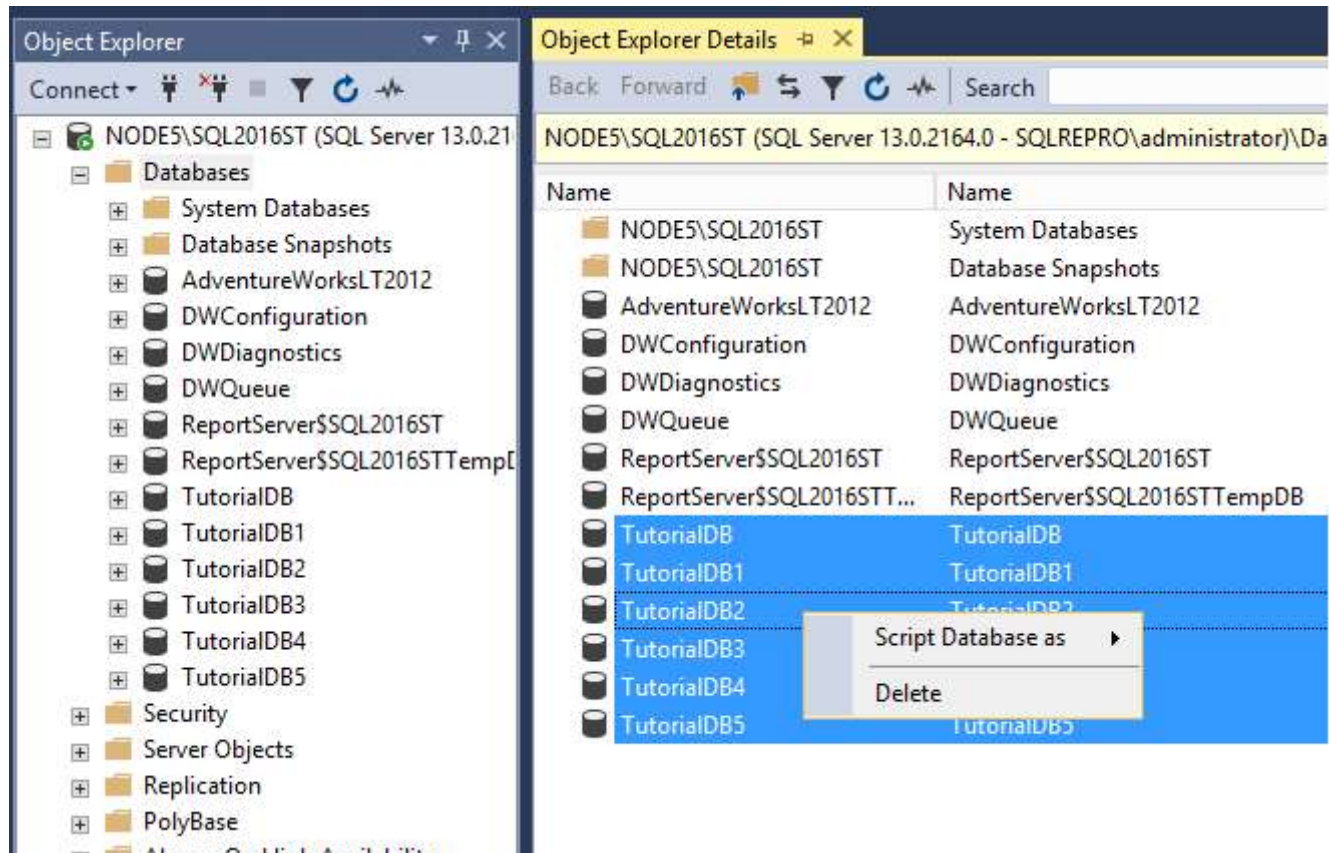 Object Explorer
Connect
NODE5\SQL2016ST (SQL Server 13.0.21
Databases
System Databases
Database Snapshots
AdventureWorksLT2012
DWConfiguration
DWDiagnostics
DWQueue
ReportServer$SQL2016ST
ReportServer$SQL2016STTempD
TutorialDB
TutorialDB1
TutorialDB2
TutorialDB3
TutorialDB4
TutorialDB5
Security
Server Objects
Replication
PolyBase
Object Explorer Details
Back Forward Search
NODE5\SQL2016ST (SQL Server 13.0.2164.0 - SQLREPRO\administrator)\Da
Name Name
NODE5\SQL2016ST System Databases
NODE5\SQL2016ST Database Snapshots
AdventureWorksLT2012 AdventureWorksLT2012
DWConfiguration DWConfiguration
DWDiagnostics DWDiagnostics
DWQueue DWQueue
ReportServer$SQL2016ST ReportServer$SQL2016ST
ReportServer$SQL2016STT... ReportServer$SQL2016STTempDB
TutorialDB TutorialDB
TutorialDB1 TutorialDB1
TutorialDB2 TutorialDB2
TutorialDB3
TutorialDB4
TutorialDB5 TutorialDB5
Script Database as
Delete